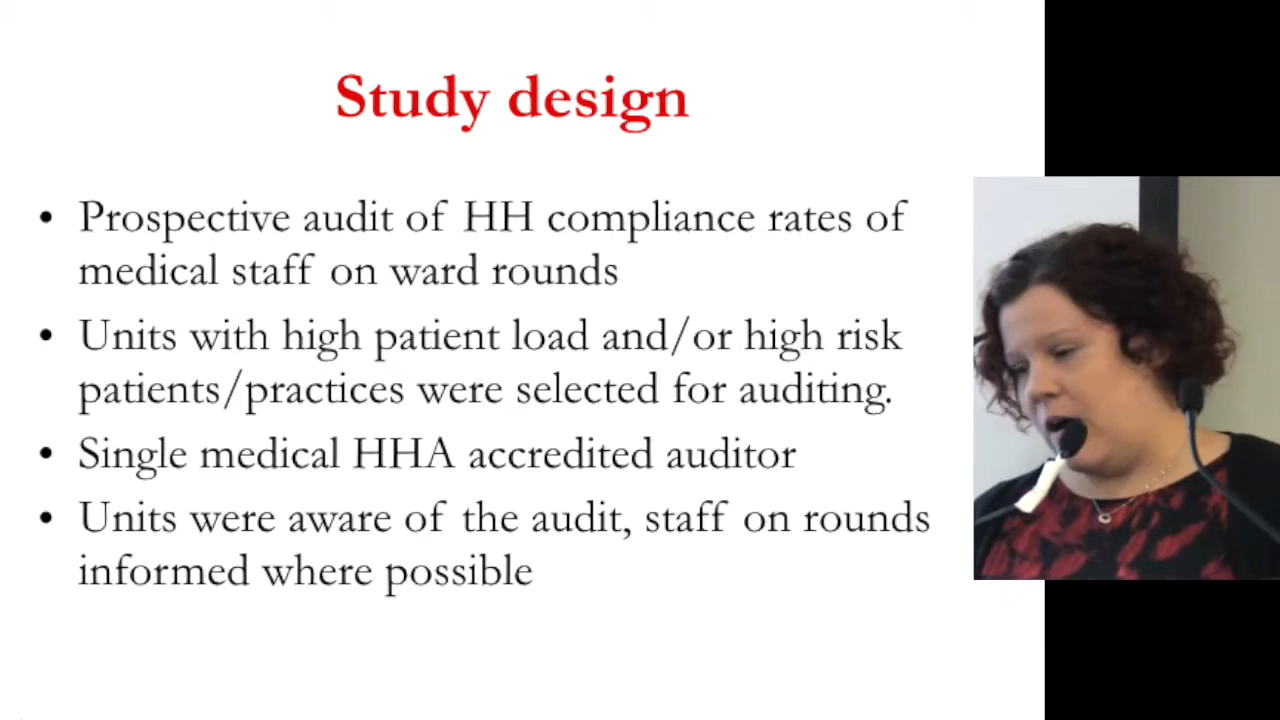 Study design
• Prospective audit of HH compliance rates of
medical staff on ward rounds
• Units with high patient load and/or high risk
patients/practices were selected for auditing.
• Single medical HHA accredited auditor
• Units were aware of the audit, staff on rounds
informed where possible